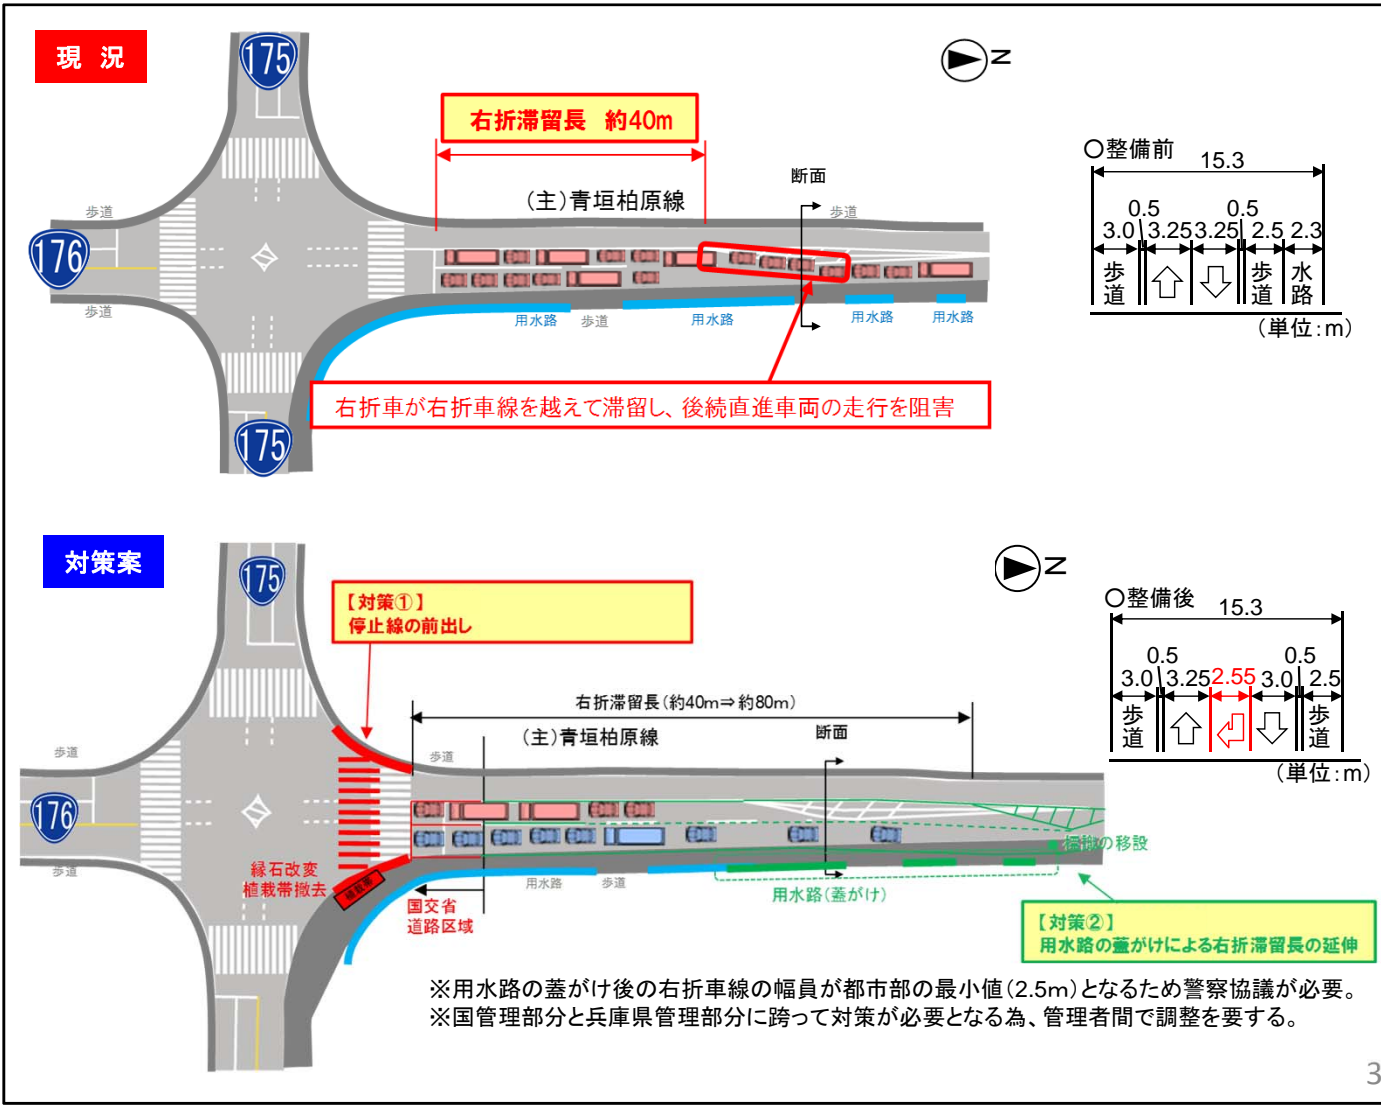 現 況
175
N
右折滞留長 約40m
(主)青垣柏原線
断面
歩道
歩道
176
歩道
用水路
歩道
用水路
用水路
用水路
右折車が右折車線を越えて滞留し、後続直進車両の走行を阻害
175
○整備前
15.3
0.5
0.5
3.0
3.25
3.25
2.5
2.3
歩道
歩道
水路
(単位:m)
対策案
175
N
【対策①】
停止線の前出し
右折滞留長(約40m⇒約80m)
(主)青垣柏原線
断面
歩道
歩道
176
歩道
縁石改変
植栽帯撤去
植栽帯
国交省
道路区域
用水路
歩道
用水路(蓋がけ)
標識の移設
【対策②】
用水路の蓋がけによる右折滞留長の延伸
○整備後
15.3
0.5
0.5
3.0
3.25
2.55
3.0
2.5
歩道
歩道
(単位:m)
※用水路の蓋がけ後の右折車線の幅員が都市部の最小値(2.5m)となるため警察協議が必要。
※国管理部分と兵庫県管理部分に跨って対策が必要となる為、管理者間で調整を要する。
3